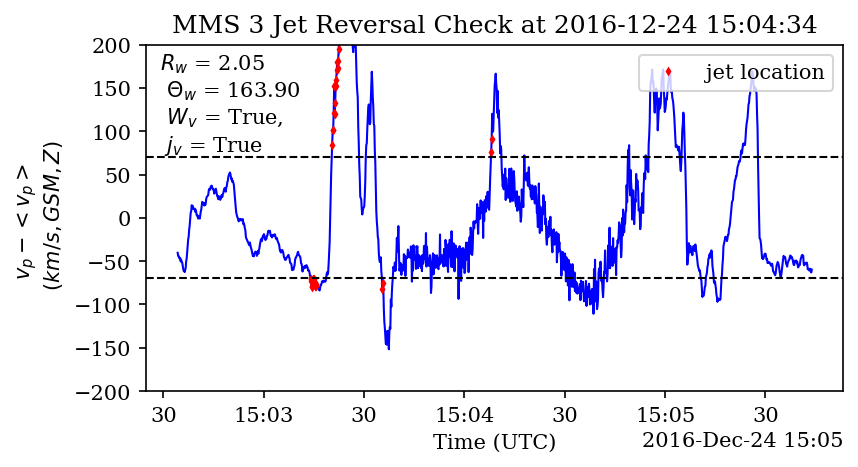 MMS 3 Jet Reversal Check at 2016-12-24 15:04:34
R_w = 2.05
Θ_w = 163.90
W_v = True,
j_v = True
jet location
200
150
100
50
0
−50
−100
−150
−200
v_p − < v_p >
(km/s, GSM, Z)
30 15:03 30 15:04 30 15:05 30
Time (UTC)
2016-Dec-24 15:05